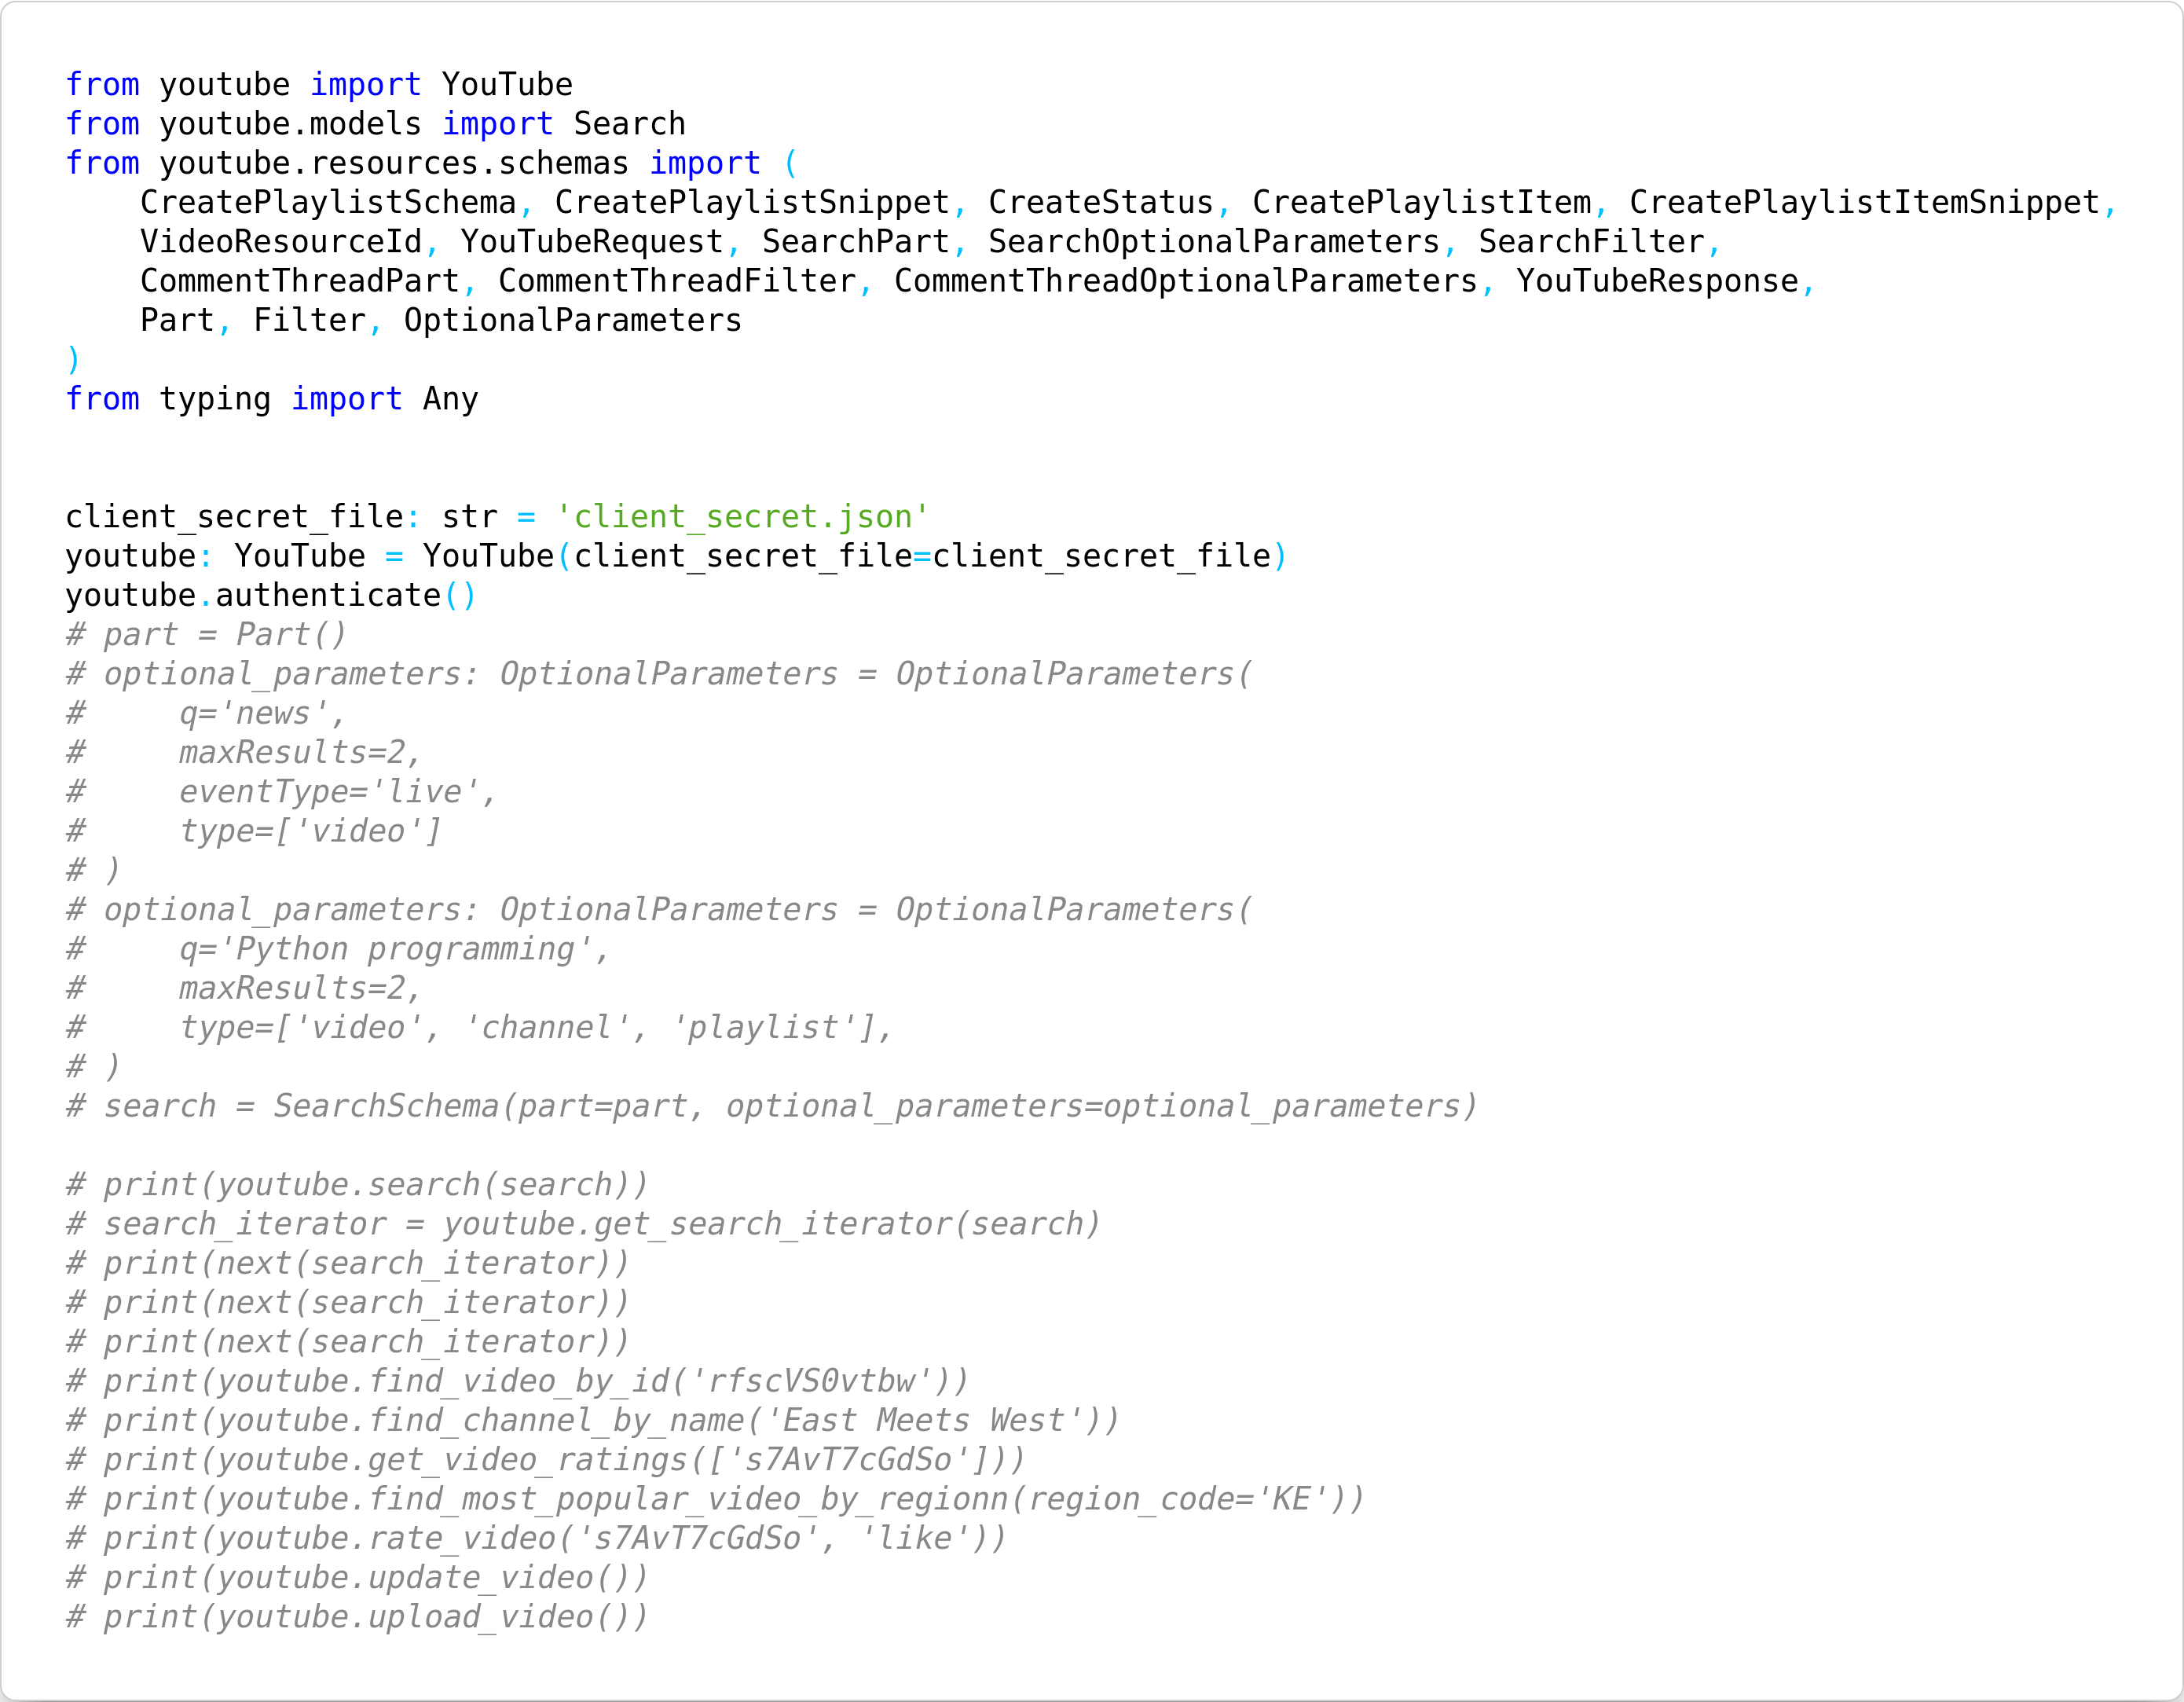 from youtube import YouTube
from youtube.models import Search
from youtube.resources.schemas import (
    CreatePlaylistSchema, CreatePlaylistSnippet, CreateStatus, CreatePlaylistItem, CreatePlaylistItemSnippet,
    VideoResourceId, YouTubeRequest, SearchPart, SearchOptionalParameters, SearchFilter,
    CommentThreadPart, CommentThreadFilter, CommentThreadOptionalParameters, YouTubeResponse,
    Part, Filter, OptionalParameters
)
from typing import Any


client_secret_file: str = 'client_secret.json'
youtube: YouTube = YouTube(client_secret_file=client_secret_file)
youtube.authenticate()
# part = Part()
# optional_parameters: OptionalParameters = OptionalParameters(
#     q='news',
#     maxResults=2,
#     eventType='live',
#     type=['video']
# )
# optional_parameters: OptionalParameters = OptionalParameters(
#     q='Python programming',
#     maxResults=2,
#     type=['video', 'channel', 'playlist'],
# )
# search = SearchSchema(part=part, optional_parameters=optional_parameters)

# print(youtube.search(search))
# search_iterator = youtube.get_search_iterator(search)
# print(next(search_iterator))
# print(next(search_iterator))
# print(next(search_iterator))
# print(youtube.find_video_by_id('rfscVS0vtbw'))
# print(youtube.find_channel_by_name('East Meets West'))
# print(youtube.get_video_ratings(['s7AvT7cGdSo']))
# print(youtube.find_most_popular_video_by_regionn(region_code='KE'))
# print(youtube.rate_video('s7AvT7cGdSo', 'like'))
# print(youtube.update_video())
# print(youtube.upload_video())